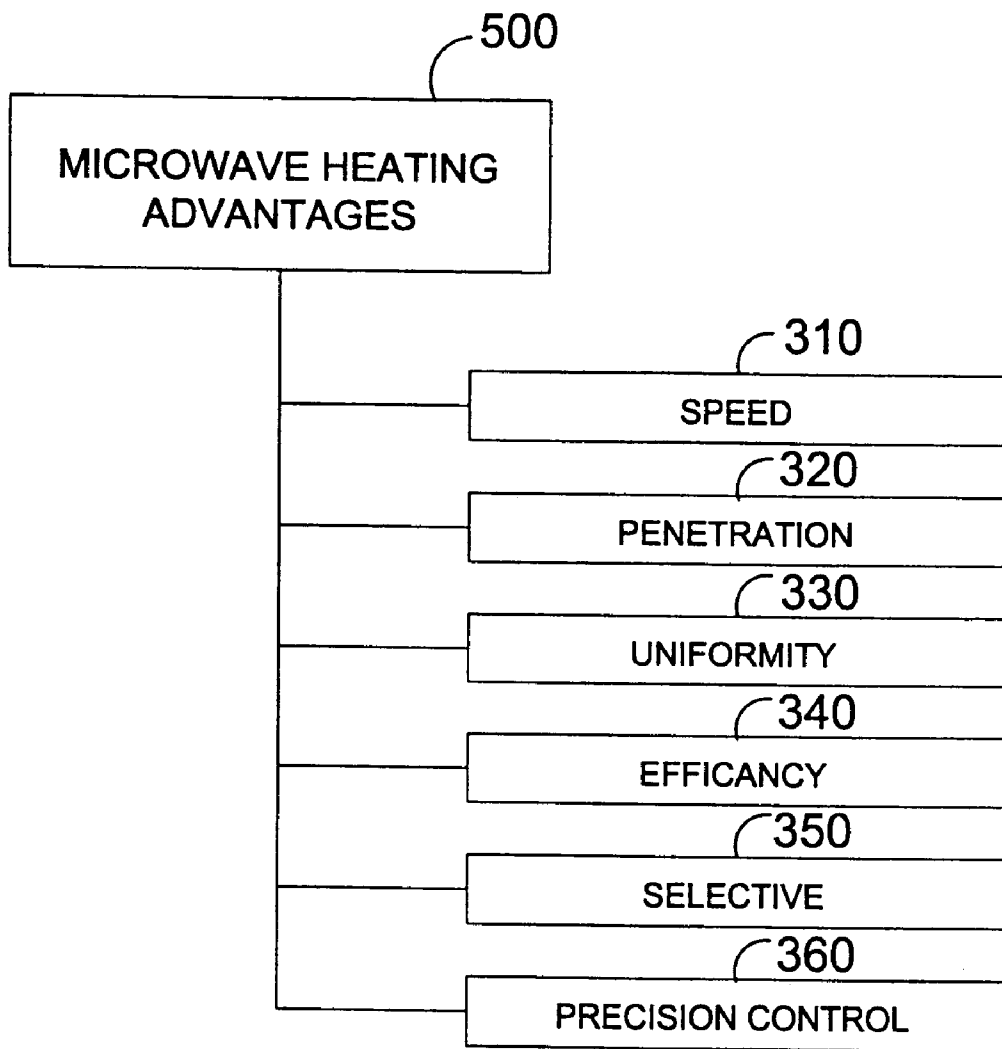 500
MICROWAVE HEATING
ADVANTAGES
310
SPEED
320
PENETRATION
330
UNIFORMITY
340
EFFICANCY
350
SELECTIVE
360
PRECISION CONTROL